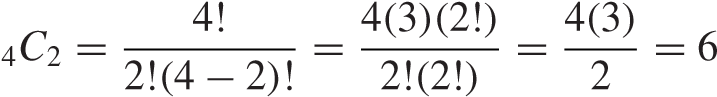 ₄C₂ = 4! / 2!(4 − 2)! = 4(3)(2!) / 2!(2!) = 4(3) / 2 = 6